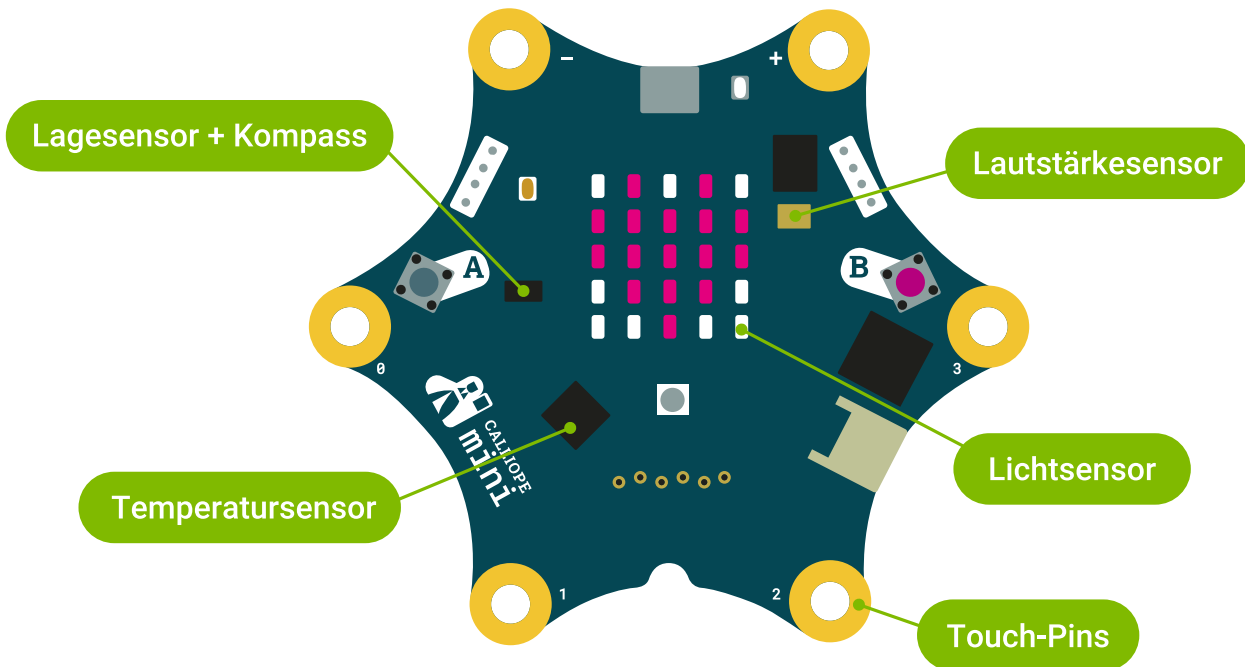 - +
Lagesensor + Kompass
Lautstärkesensor
A
B
0
3
CALLIOPE
mini
Lichtsensor
Temperatursensor
1
2
Touch-Pins